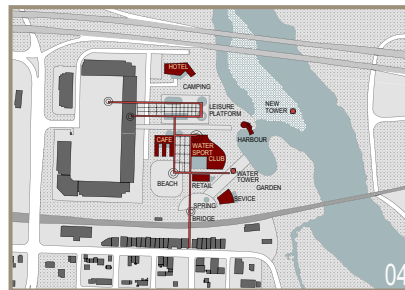 HOTEL
CAMPING
LEISURE
PLATFORM
NEW
TOWER
CAFE
WATER
SPORT
CLUB
HARBOUR
WATER
TOWER
BEACH
RETAIL
GARDEN
SEVICE
SPRING
BRIDGE
04